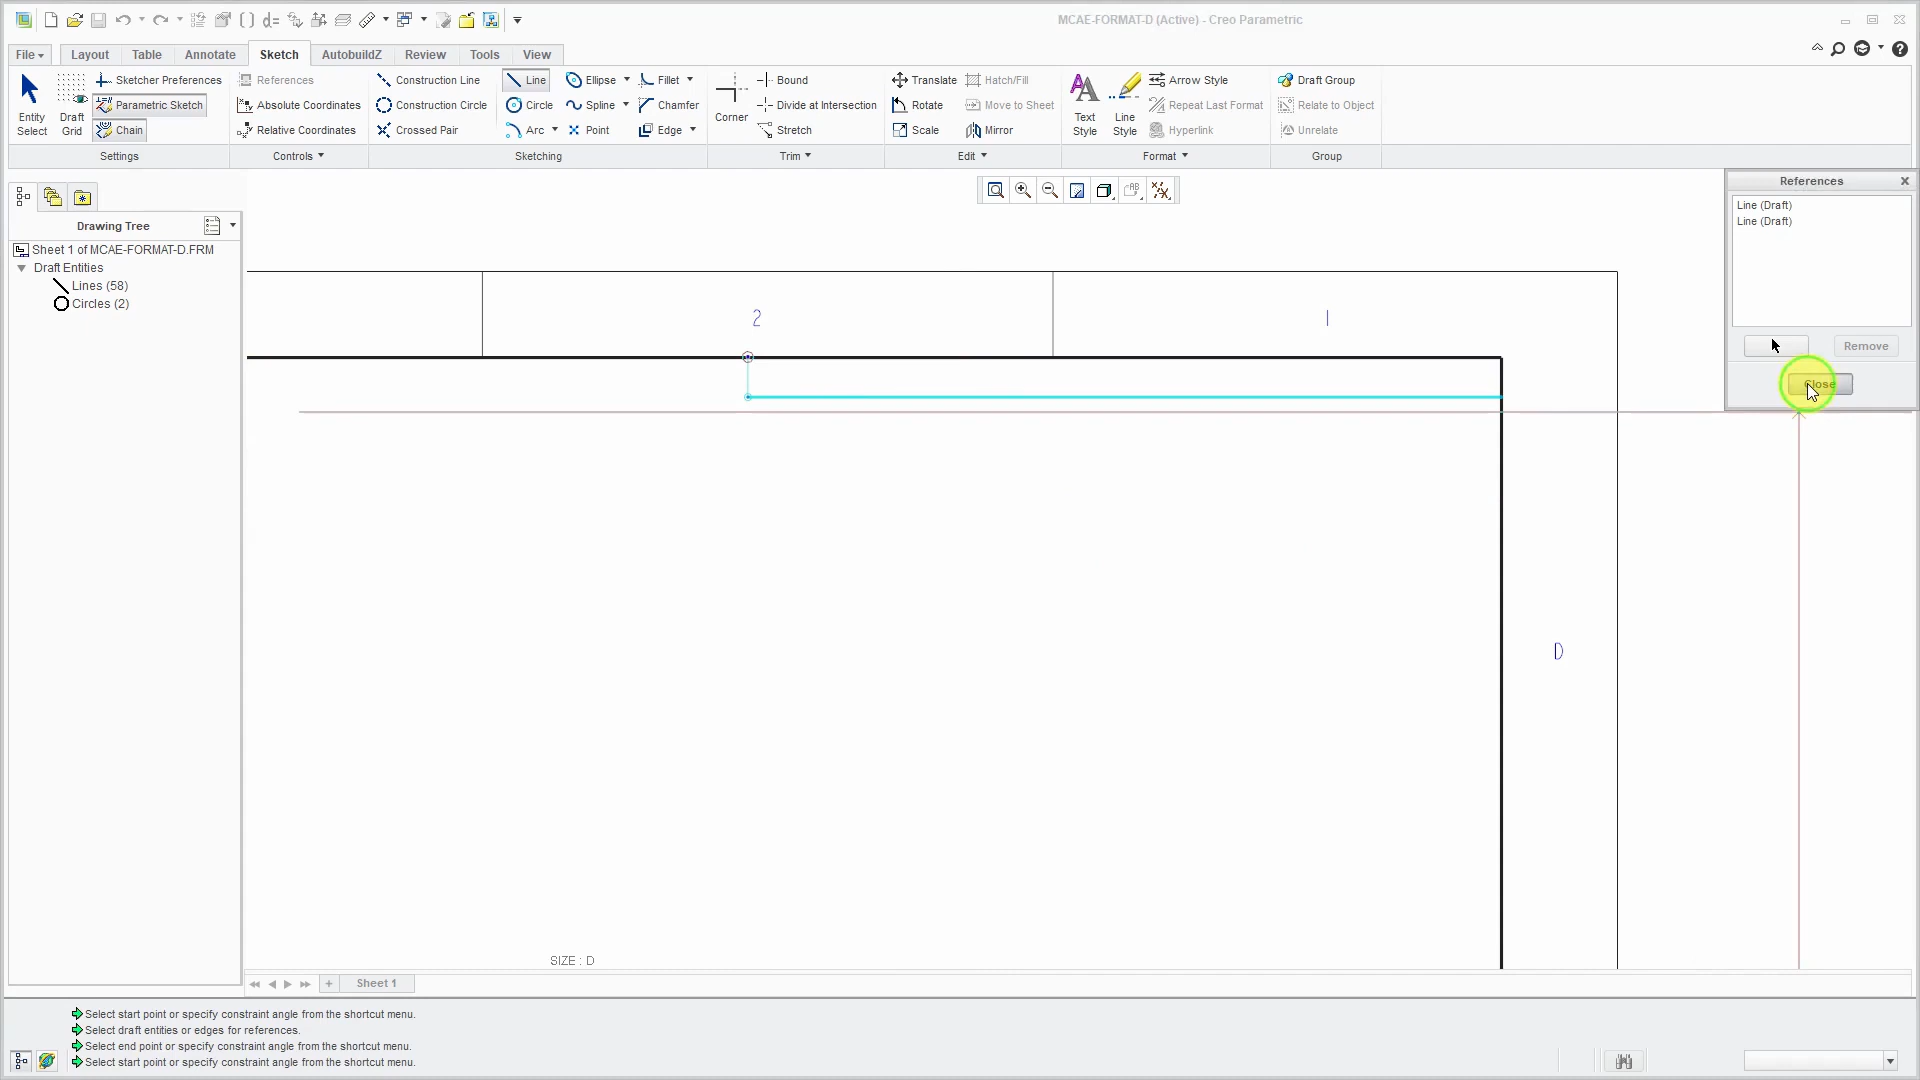 MCAE-FORMAT-D (Active) - Creo Parametric
File
Layout
Table
Annotate
Sketch
AutobuildZ
Review
Tools
View
Entity Select
Draft Grid
Sketcher Preferences
Parametric Sketch
Chain
Settings
References
Absolute Coordinates
Relative Coordinates
Controls
Construction Line
Construction Circle
Crossed Pair
Line
Circle
Arc
Ellipse
Spline
Point
Fillet
Chamfer
Edge
Sketching
Corner
Bound
Divide at Intersection
Stretch
Trim
Translate
Rotate
Scale
Hatch/Fill
Move to Sheet
Mirror
Edit
Text Style
Line Style
Arrow Style
Repeat Last Format
Hyperlink
Format
Draft Group
Relate to Object
Unrelate
Group
Drawing Tree
Sheet 1 of MCAE-FORMAT-D.FRM
Draft Entities
Lines (58)
Circles (2)
References
Line (Draft)
Line (Draft)
Remove
Close
2
1
D
SIZE : D
Sheet 1
Select start point or specify constraint angle from the shortcut menu.
Select draft entities or edges for references.
Select end point or specify constraint angle from the shortcut menu.
Select start point or specify constraint angle from the shortcut menu.